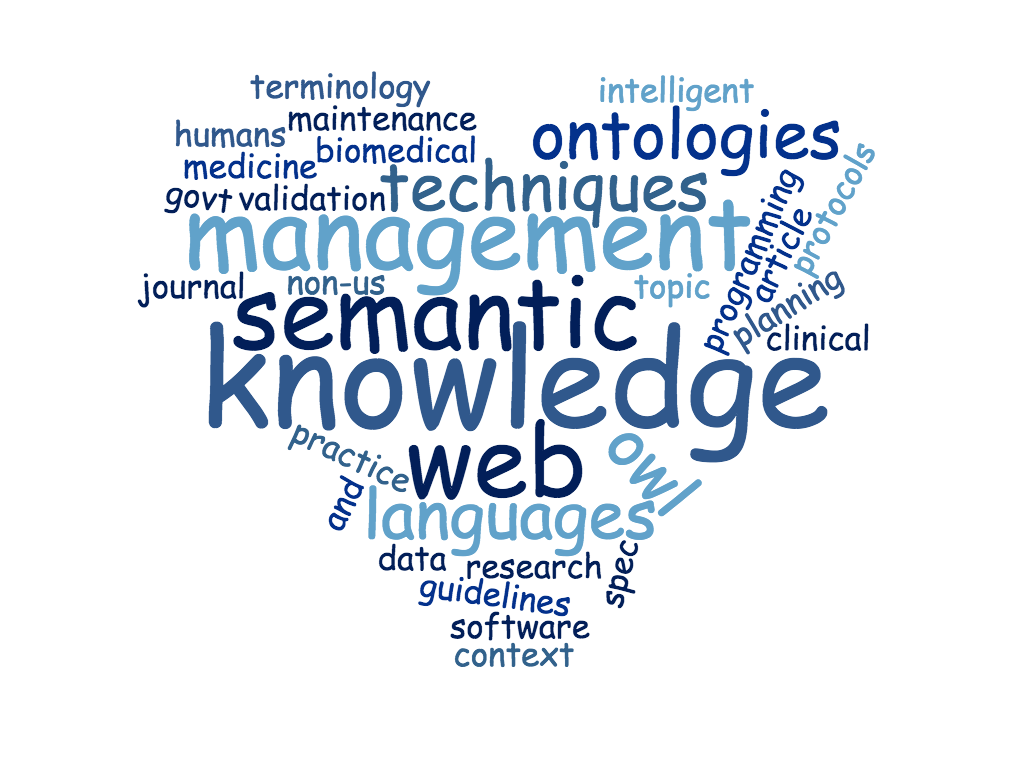 terminology
intelligent
maintenance
humans
ontologies
biomedical
medicine
techniques
govt
validation
management
programming
article
protocols
journal
non-us
topic
planning
semantic
clinical
knowledge
practice
web
owl
and
languages
data
research
spec
guidelines
software
context